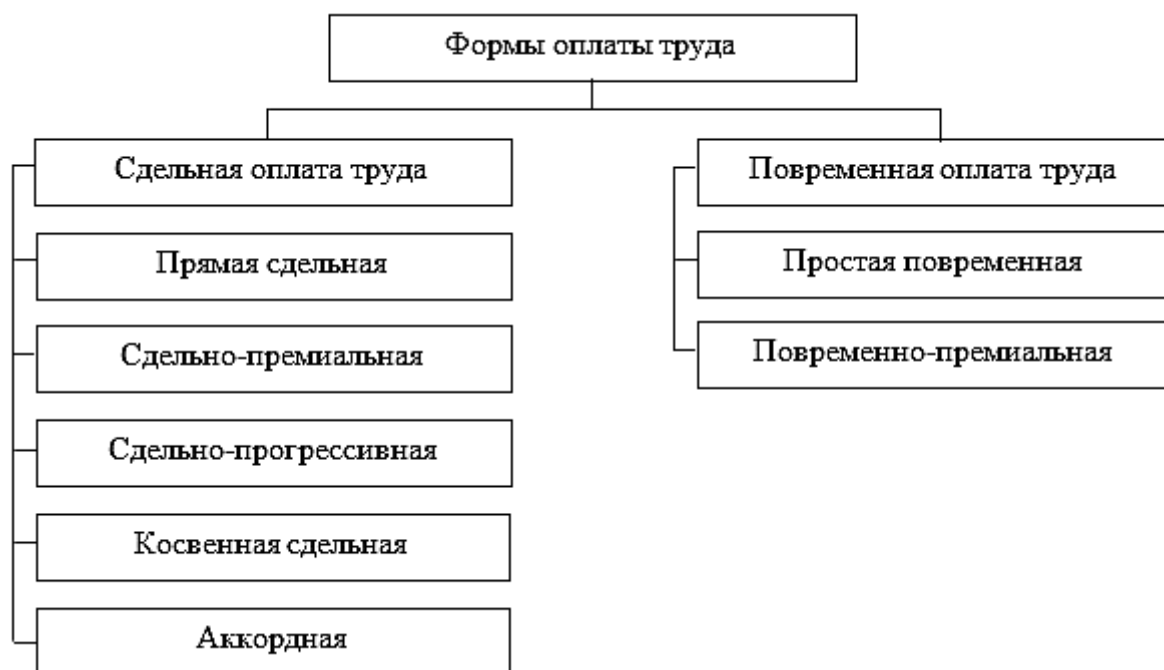 Формы оплаты труда
Сдельная оплата труда
Прямая сдельная
Сдельно-премиальная
Сдельно-прогрессивная
Косвенная сдельная
Аккордная
Повременная оплата труда
Простая повременная
Повременно-премиальная